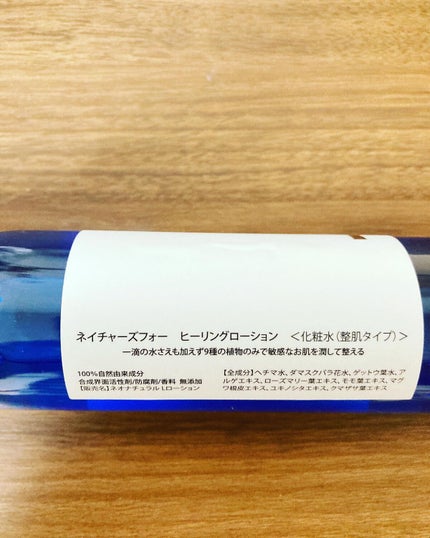 ネイチャーズフォー　ヒーリングローション　＜化粧水（整肌タイプ）＞
一滴の水さえも加えず9種の植物のみで敏感なお肌を潤して整える
100%自然由来成分
合成界面活性剤/防腐剤/香料 無添加
【販売名】ネオナチュラル Lローション
【全成分】ヘチマ水、ダマスクバラ花水、ゲットウ葉水、ア
ルゲエキス、ローズマリー葉エキス、モモ葉エキス、マグ
ワ根皮エキス、ユキノシタエキス、クマザサ葉エキス